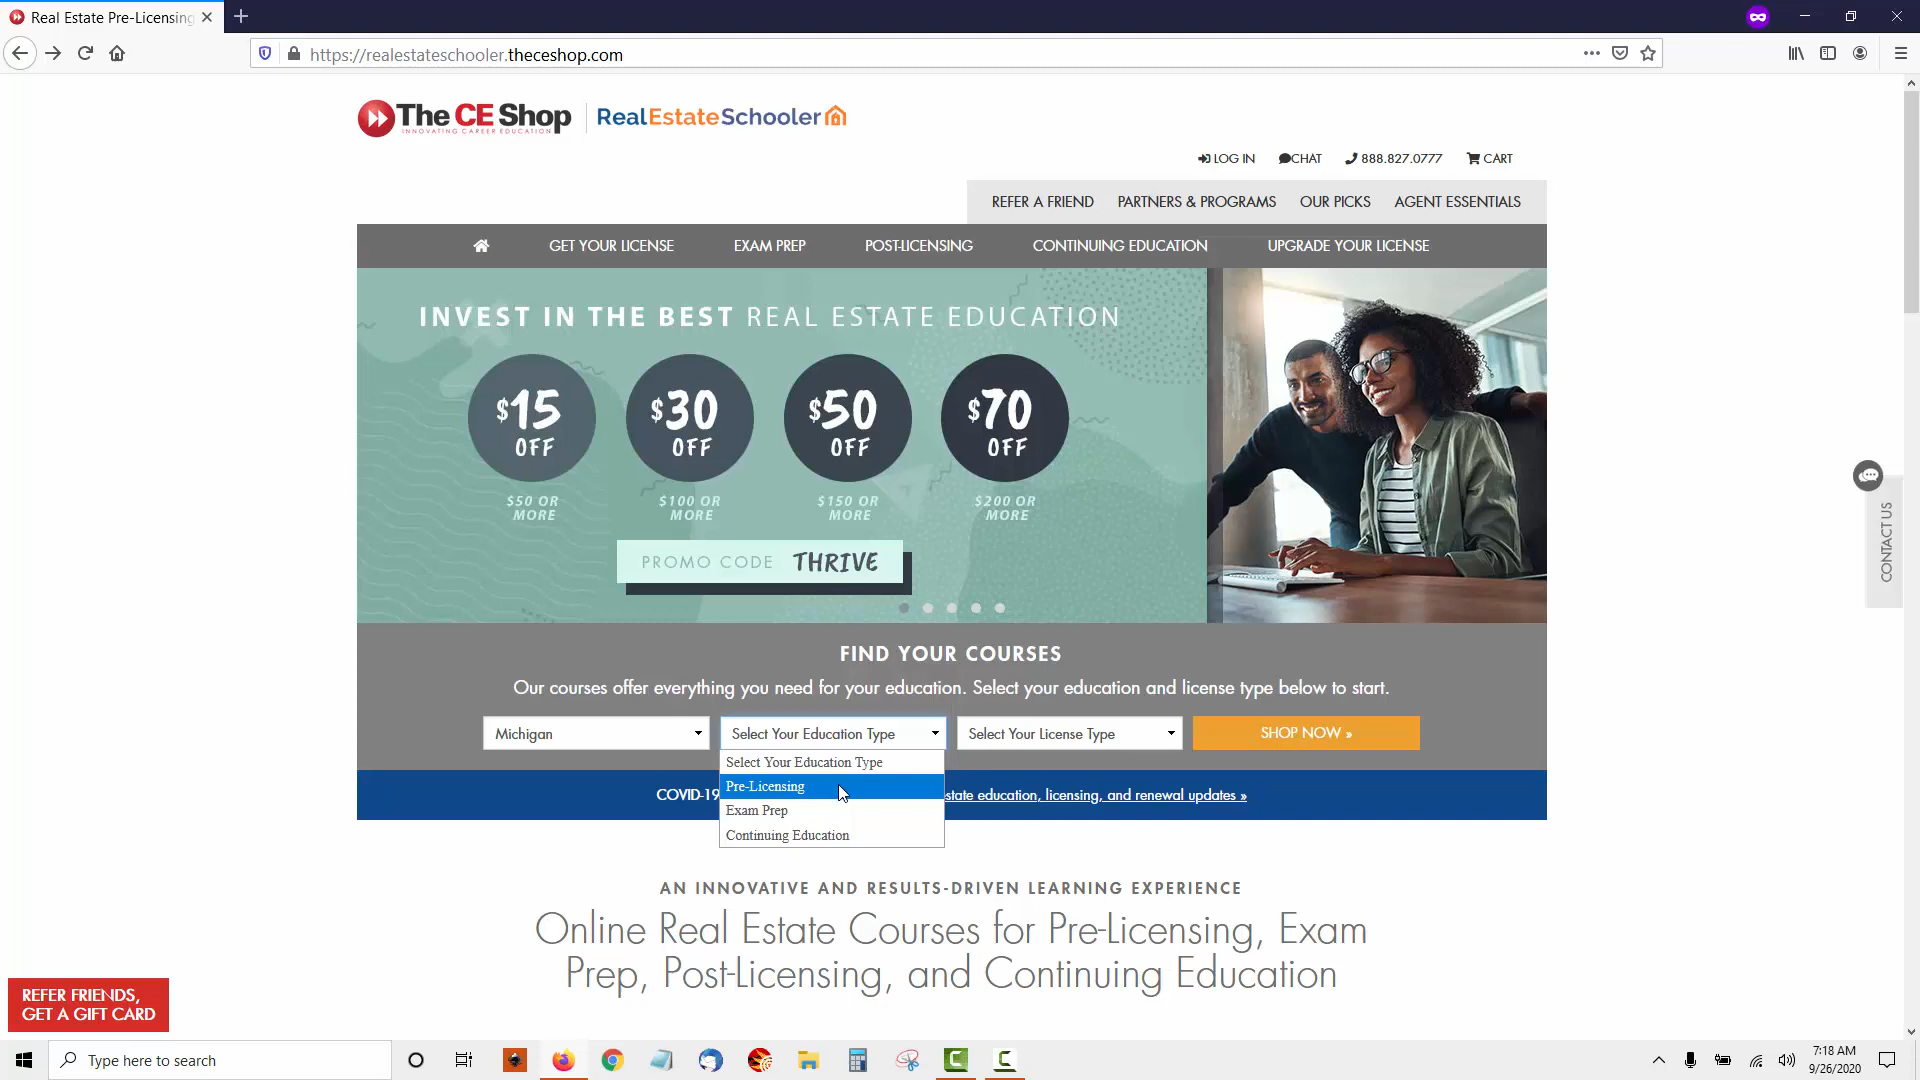 Real Estate Pre-Licensing
https://realestateschooler.theceshop.com
The CE Shop
INNOVATING CAREER EDUCATION
RealEstateSchooler
LOG IN
CHAT
888.827.0777
CART
REFER A FRIEND
PARTNERS & PROGRAMS
OUR PICKS
AGENT ESSENTIALS
GET YOUR LICENSE
EXAM PREP
POST-LICENSING
CONTINUING EDUCATION
UPGRADE YOUR LICENSE
INVEST IN THE BEST REAL ESTATE EDUCATION
$15 OFF
$50 OR MORE
$30 OFF
$100 OR MORE
$50 OFF
$150 OR MORE
$70 OFF
$200 OR MORE
PROMO CODE THRIVE
CONTACT US
FIND YOUR COURSES
Our courses offer everything you need for your education. Select your education and license type below to start.
Michigan
Select Your Education Type
Select Your License Type
SHOP NOW »
Select Your Education Type
Pre-Licensing
Exam Prep
Continuing Education
COVID-19
state education, licensing, and renewal updates »
AN INNOVATIVE AND RESULTS-DRIVEN LEARNING EXPERIENCE
Online Real Estate Courses for Pre-Licensing, Exam
Prep, Post-Licensing, and Continuing Education
REFER FRIENDS,
GET A GIFT CARD
Type here to search
7:18 AM
9/26/2020